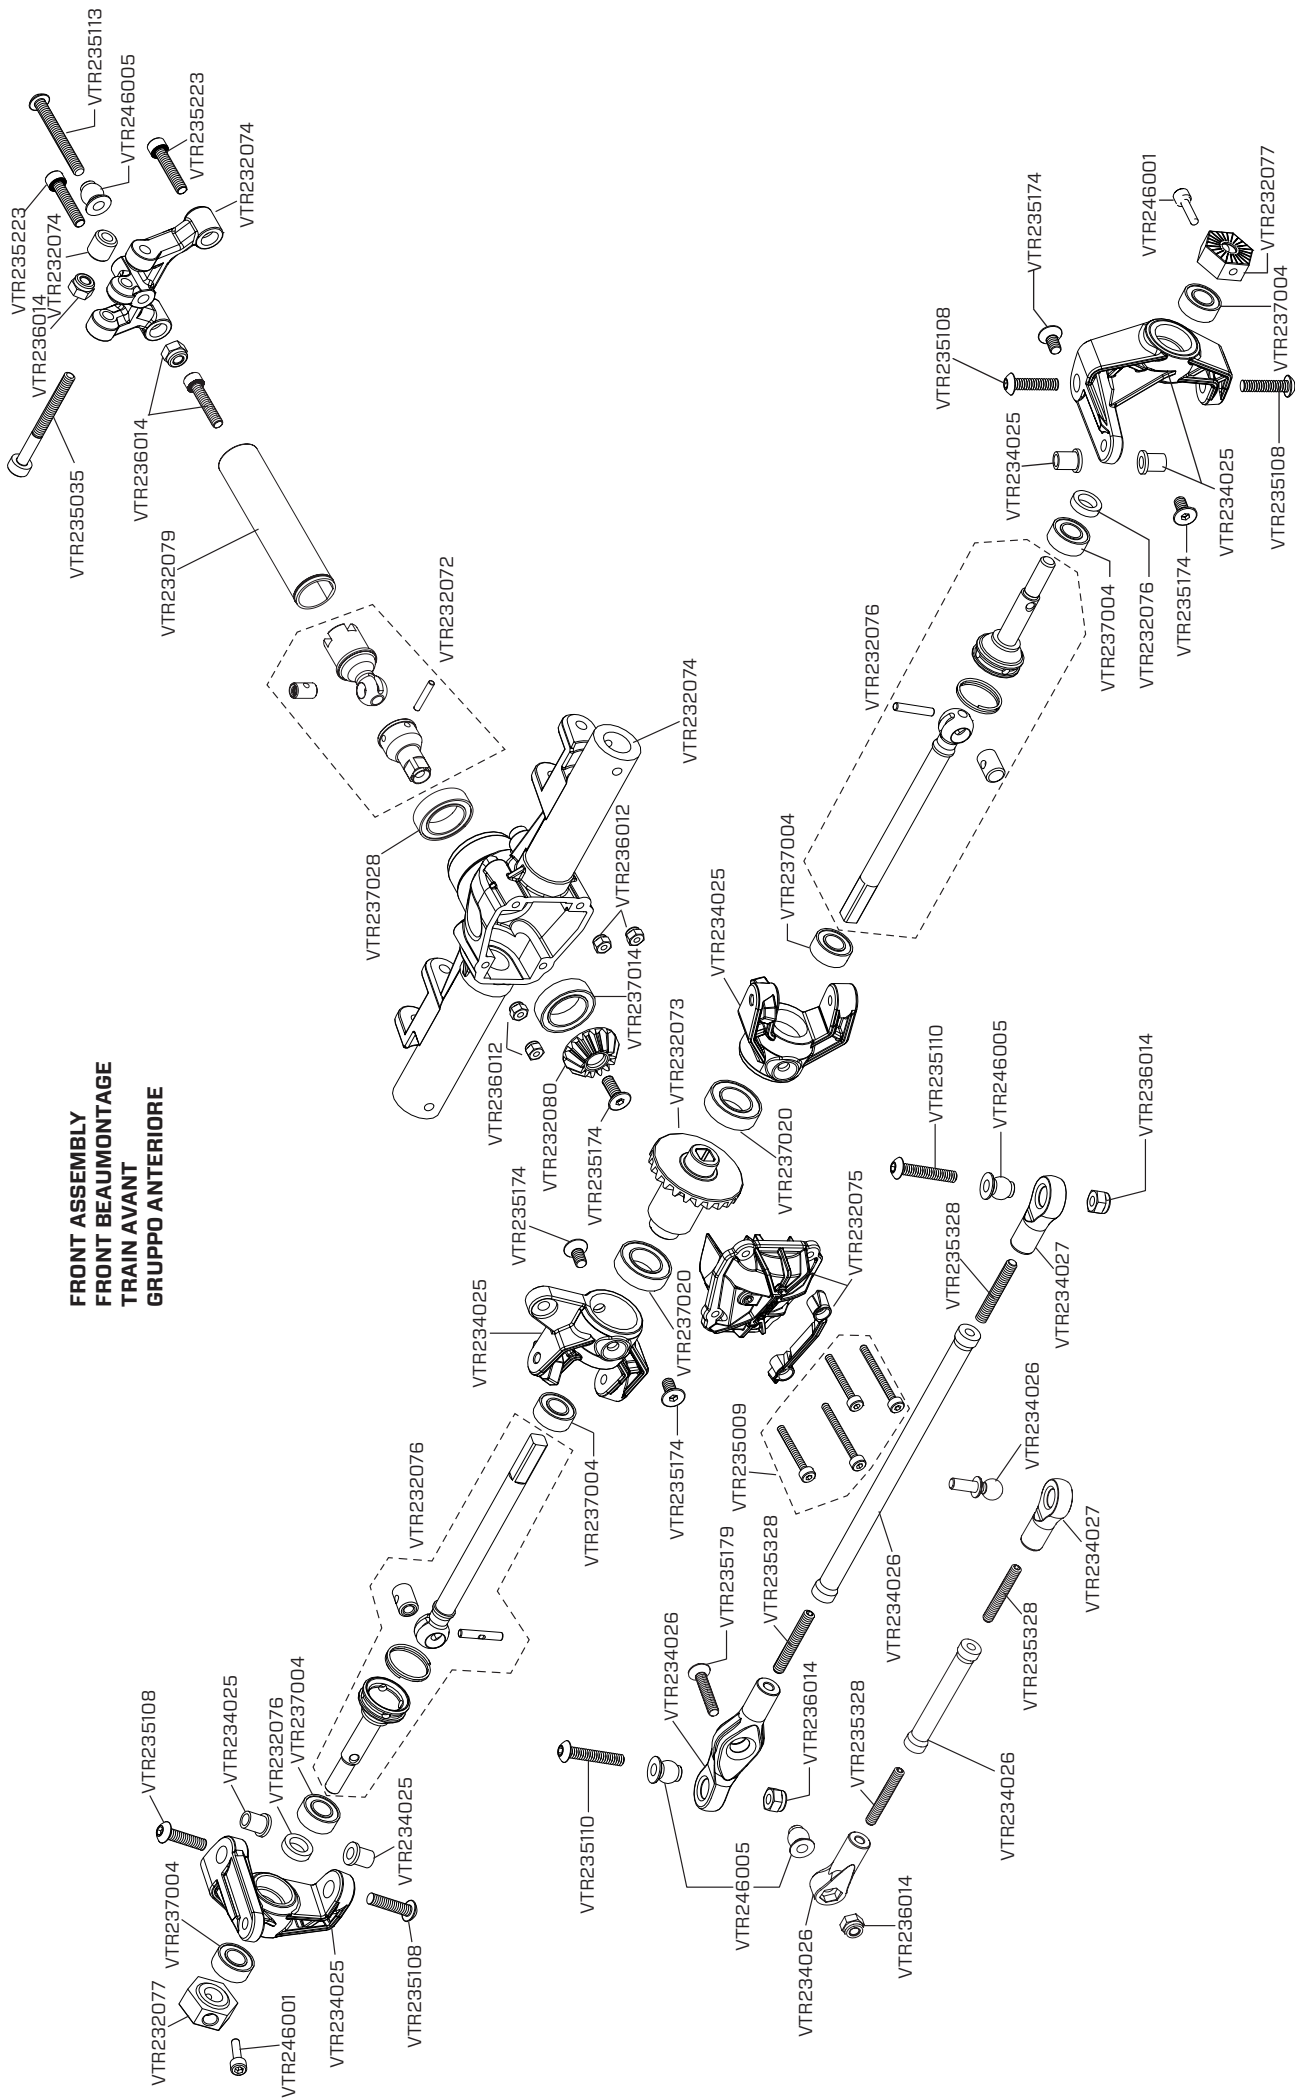 FRONT ASSEMBLY
FRONT BEAUMONTAGE
TRAIN AVANT
GRUPPO ANTERIORE
VTR232077
VTR237004
VTR235108
VTR246001
VTR234025
VTR235108
VTR234025
VTR232076
VTR237004
VTR234025
VTR232076
VTR237004
VTR234025
VTR235174
VTR235174
VTR237020
VTR236012
VTR232080
VTR235174
VTR237014
VTR236012
VTR232073
VTR237020
VTR237028
VTR232074
VTR232072
VTR232079
VTR235035
VTR236014
VTR236014
VTR232074
VTR235223
VTR235113
VTR246005
VTR235223
VTR232074
VTR234025
VTR237004
VTR232076
VTR237004
VTR232076
VTR235174
VTR234025
VTR235108
VTR234025
VTR235108
VTR235174
VTR246001
VTR232077
VTR237004
VTR232075
VTR235009
VTR235179
VTR235328
VTR234026
VTR235110
VTR246005
VTR236014
VTR234026
VTR236014
VTR235328
VTR234026
VTR234026
VTR235328
VTR234027
VTR234026
VTR235328
VTR234027
VTR235110
VTR246005
VTR236014